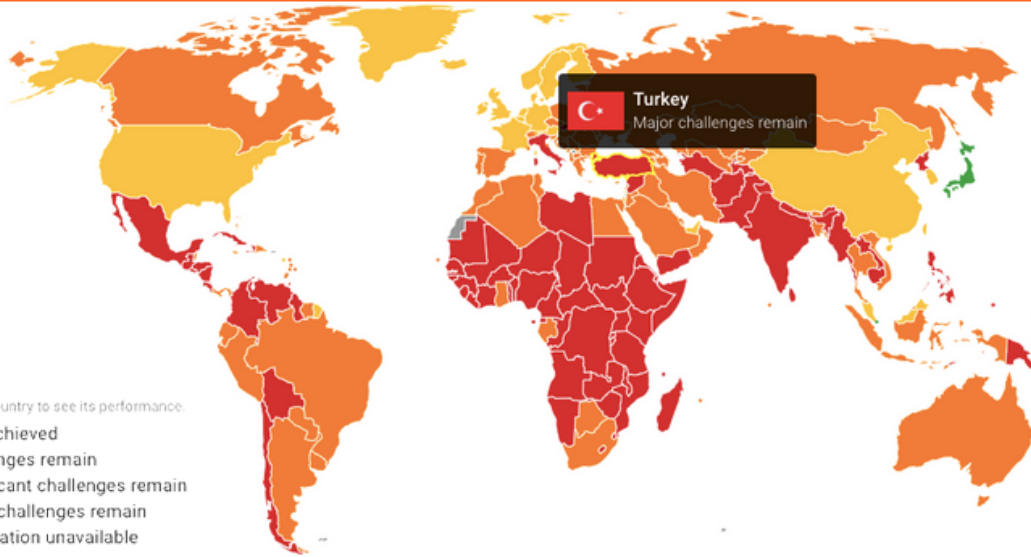 Turkey
Major challenges remain
ountry to see its performance.
chieved
nges remain
cant challenges remain
challenges remain
ation unavailable